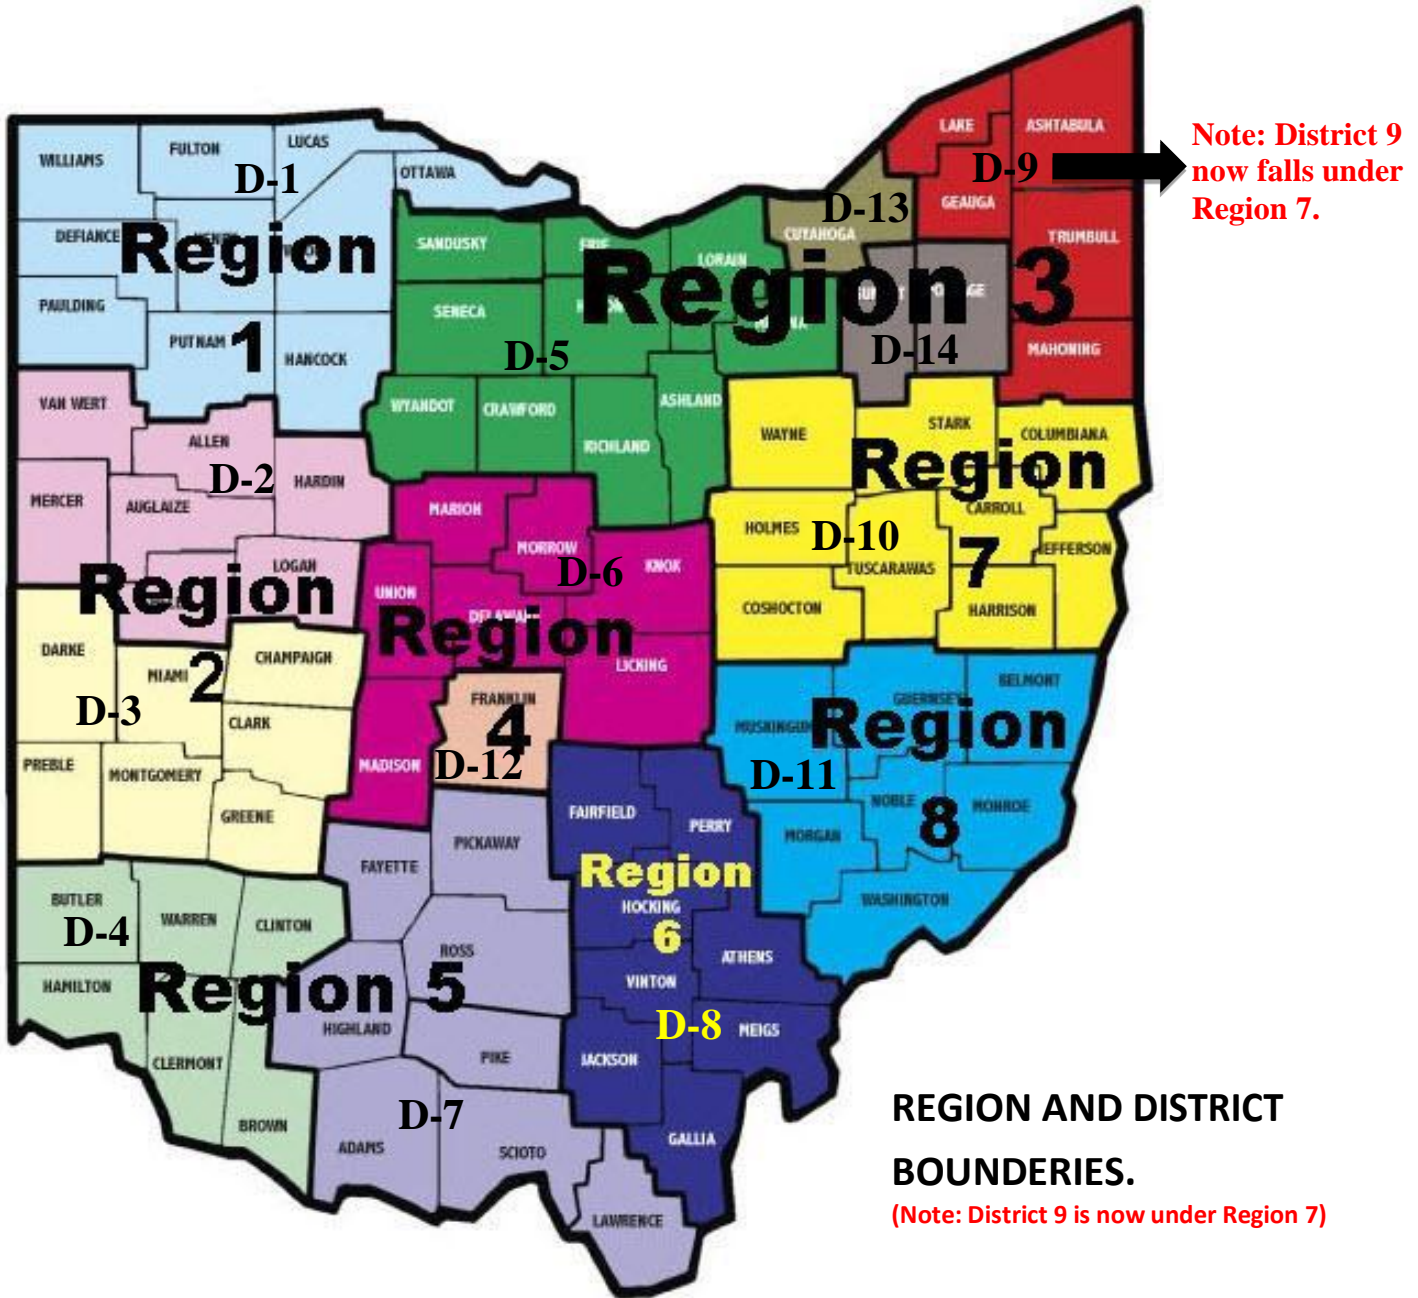 LAKE
ASHTABULA
Note: District 9
now falls under
Region 7.
D-9
GEAUGA
TRUMBULL
MAHONING
WILLIAMS
FULTON
LUCAS
OTTAWA
D-1
DEFIANCE
Region
PAULDING
PUTNAM
1
HANCOCK
D-13
CUYAHOGA
SANDUSKY
ERIE
LORAIN
Region 3
SENECA
D-5
D-14
WYANDOT
CRAWFORD
RICHLAND
ASHLAND
VAN WERT
ALLEN
D-2
HARDIN
MERCER
AUGLAIZE
LOGAN
Region
2
DARKE
MIAMI
CHAMPAIGN
D-3
CLARK
PREBLE
MONTGOMERY
GREENE
MARION
MORROW
D-6
KNOK
UNION
Region
LICKING
FRANKLIN
4
MADISON
D-12
WAYNE
STARK
COLUMBIANA
Region
HOLMES
D-10
CARROLL
7
JEFFERSON
TUSCARAWAS
COSHOCTON
HARRISON
GUERNSEY
BELMONT
MUSKINGUM
Region
D-11
NOBLE
8
MONROE
MORGAN
WASHINGTON
FAIRFIELD
PERRY
Region
HOCKING
6
ATHENS
VINTON
D-8
MEIGS
JACKSON
GALLIA
BUTLER
D-4
WARREN
CLINTON
HAMILTON
Region 5
CLERMONT
BROWN
PICKAWAY
FAYETTE
ROSS
HIGHLAND
PIKE
D-7
ADAMS
SCIOTO
LAWRENCE
REGION AND DISTRICT
BOUNDERIES.
(Note: District 9 is now under Region 7)